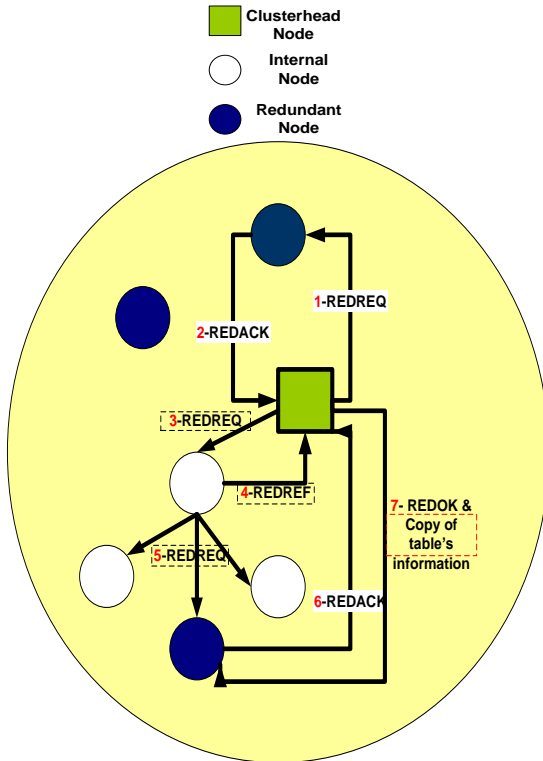 Clusterhead
Node
Internal
Node
Redundant
Node
1-REDREQ
2-REDACK
3-REDREQ
4-REDREF
7- REDOK &
Copy of
table's
information
5-REDREQ
6-REDACK